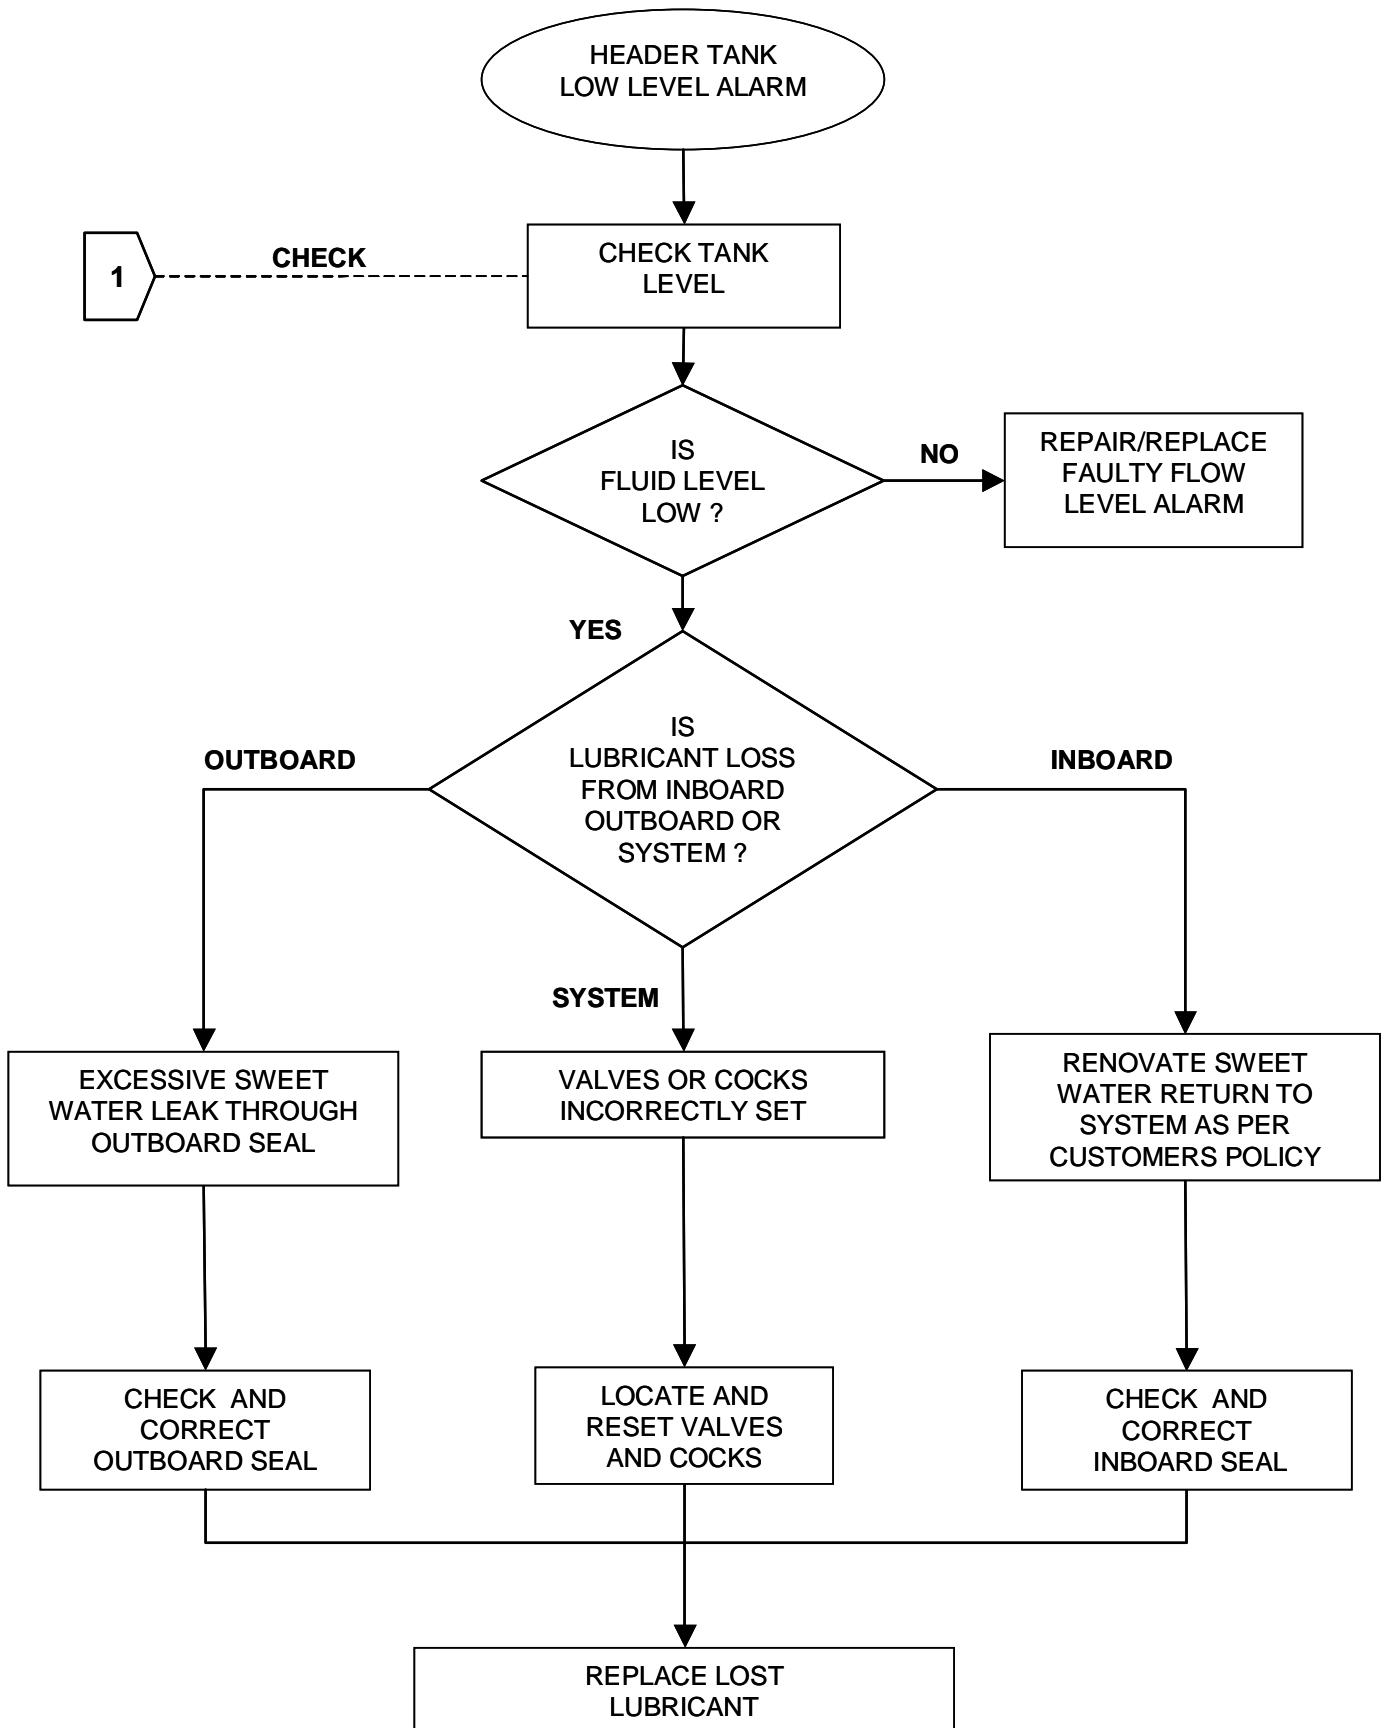 HEADER TANK
LOW LEVEL ALARM
1
CHECK
CHECK TANK
LEVEL
IS
FLUID LEVEL
LOW ?
NO
REPAIR/REPLACE
FAULTY FLOW
LEVEL ALARM
YES
IS
LUBRICANT LOSS
FROM INBOARD
OUTBOARD OR
SYSTEM ?
OUTBOARD
INBOARD
SYSTEM
EXCESSIVE SWEET
WATER LEAK THROUGH
OUTBOARD SEAL
VALVES OR COCKS
INCORRECTLY SET
RENOVATE SWEET
WATER RETURN TO
SYSTEM AS PER
CUSTOMERS POLICY
CHECK  AND
CORRECT
OUTBOARD SEAL
LOCATE AND
RESET VALVES
AND COCKS
CHECK  AND
CORRECT
INBOARD SEAL
REPLACE LOST
LUBRICANT